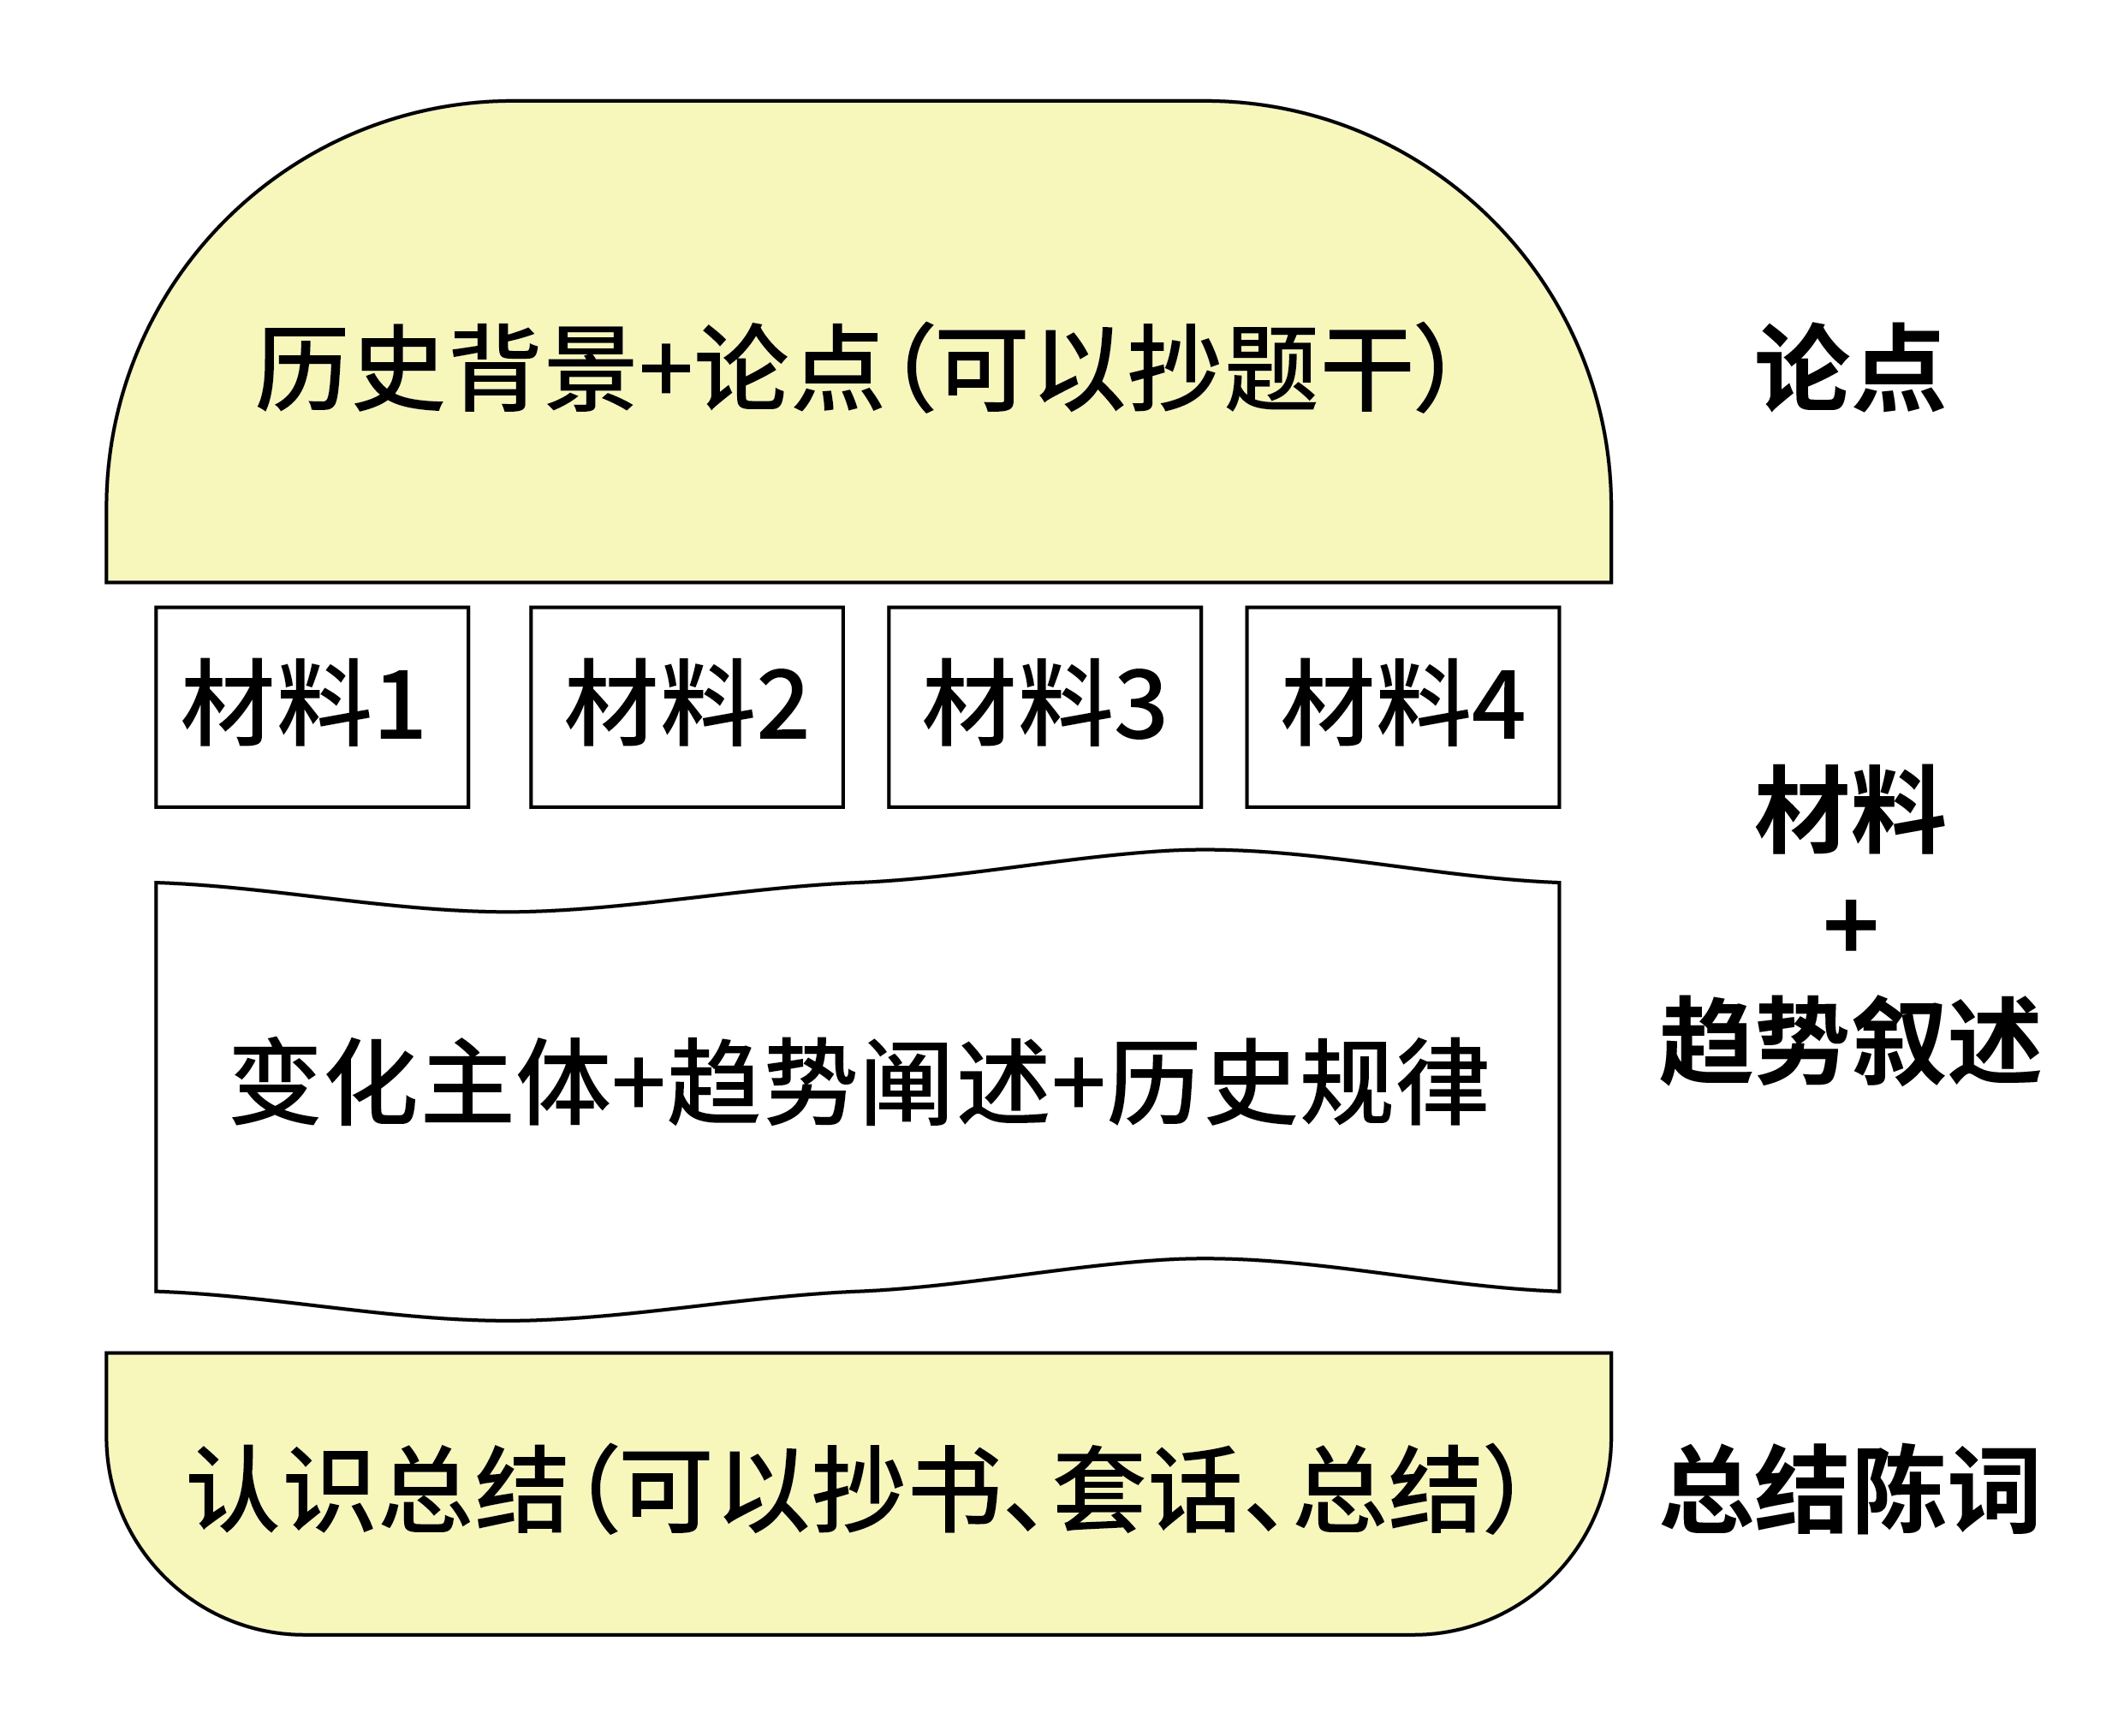 历史背景+论点(可以抄题干)
论点
材料1
材料2
材料3
材料4
材料
+
趋势叙述
变化主体+趋势阐述+历史规律
认识总结(可以抄书、套话、总结)
总结陈词